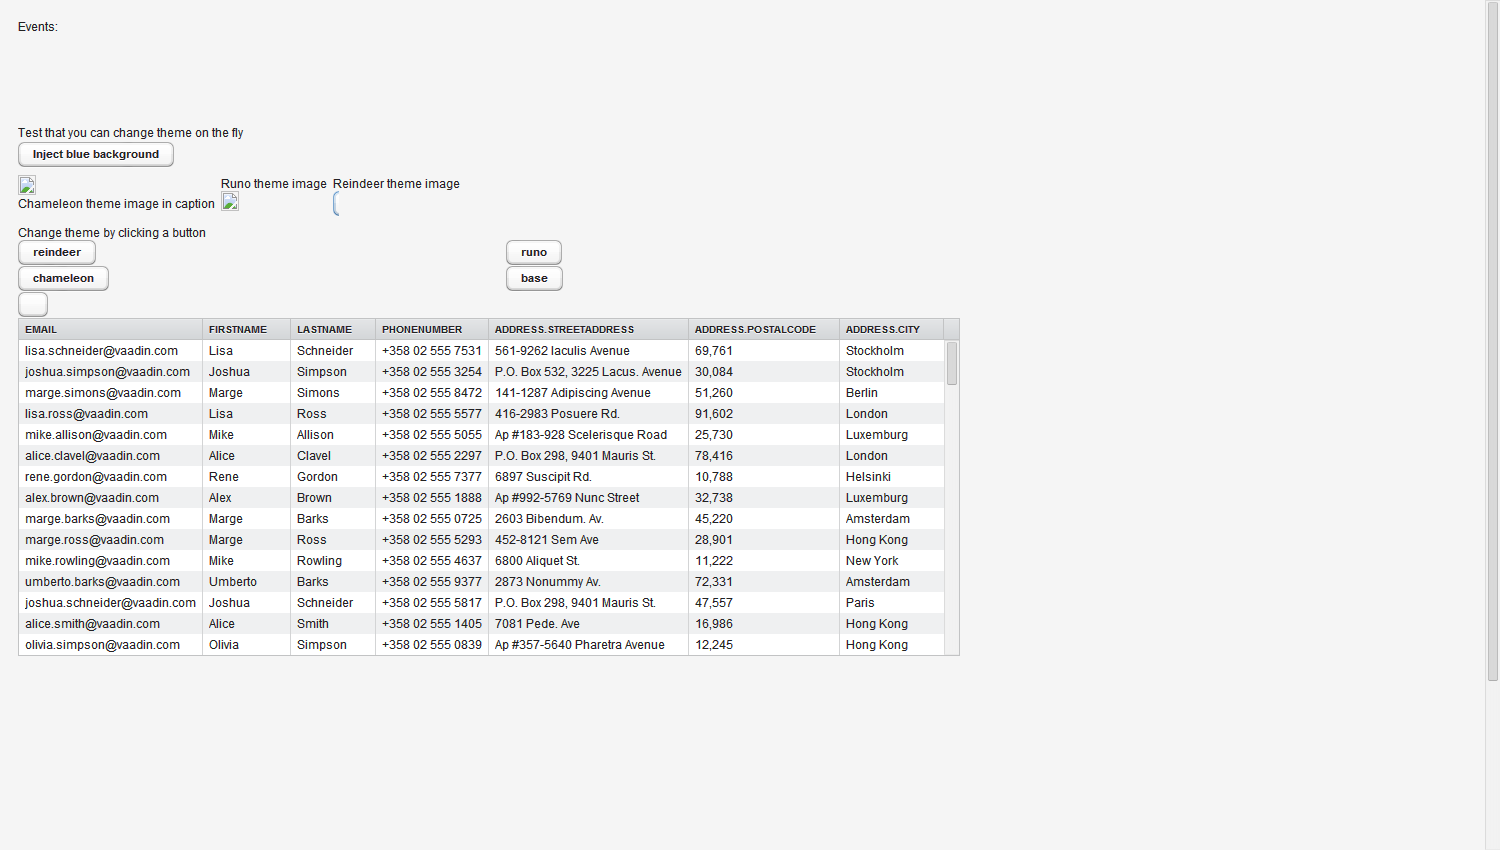 Events:
Test that you can change theme on the fly
Inject blue background
Chameleon theme image in caption
Runo theme image
Reindeer theme image
Change theme by clicking a button
reindeer runo
chameleon base
EMAIL FIRSTNAME LASTNAME PHONENUMBER ADDRESS.STREETADDRESS ADDRESS.POSTALCODE ADDRESS.CITY
lisa.schneider@vaadin.com Lisa Schneider +358 02 555 7531 561-9262 Iaculis Avenue 69,761 Stockholm
joshua.simpson@vaadin.com Joshua Simpson +358 02 555 3254 P.O. Box 532, 3225 Lacus. Avenue 30,084 Stockholm
marge.simons@vaadin.com Marge Simons +358 02 555 8472 141-1287 Adipiscing Avenue 51,260 Berlin
lisa.ross@vaadin.com Lisa Ross +358 02 555 5577 416-2983 Posuere Rd. 91,602 London
mike.allison@vaadin.com Mike Allison +358 02 555 5055 Ap #183-928 Scelerisque Road 25,730 Luxemburg
alice.clavel@vaadin.com Alice Clavel +358 02 555 2297 P.O. Box 298, 9401 Mauris St. 78,416 London
rene.gordon@vaadin.com Rene Gordon +358 02 555 7377 6897 Suscipit Rd. 10,788 Helsinki
alex.brown@vaadin.com Alex Brown +358 02 555 1888 Ap #992-5769 Nunc Street 32,738 Luxemburg
marge.barks@vaadin.com Marge Barks +358 02 555 0725 2603 Bibendum. Av. 45,220 Amsterdam
marge.ross@vaadin.com Marge Ross +358 02 555 5293 452-8121 Sem Ave 28,901 Hong Kong
mike.rowling@vaadin.com Mike Rowling +358 02 555 4637 6800 Aliquet St. 11,222 New York
umberto.barks@vaadin.com Umberto Barks +358 02 555 9377 2873 Nonummy Av. 72,331 Amsterdam
joshua.schneider@vaadin.com Joshua Schneider +358 02 555 5817 P.O. Box 298, 9401 Mauris St. 47,557 Paris
alice.smith@vaadin.com Alice Smith +358 02 555 1405 7081 Pede. Ave 16,986 Hong Kong
olivia.simpson@vaadin.com Olivia Simpson +358 02 555 0839 Ap #357-5640 Pharetra Avenue 12,245 Hong Kong